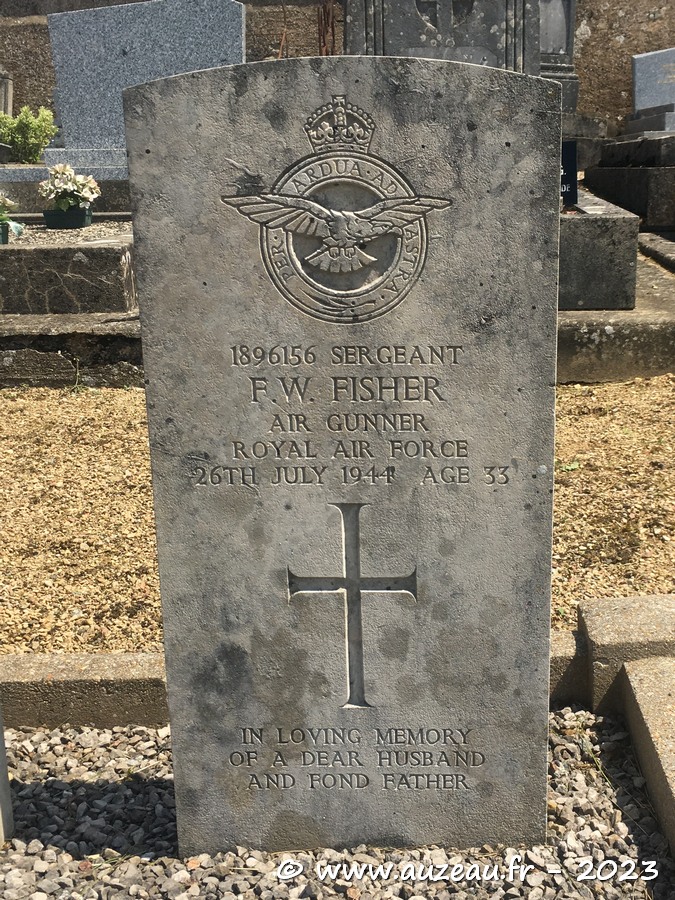 PER · ARDUA · AD · ASTRA
1896156 SERGEANT
F.W. FISHER
AIR GUNNER
ROYAL AIR FORCE
26TH JULY 1944 AGE 33
IN LOVING MEMORY
OF A DEAR HUSBAND
AND FOND FATHER
© www.auzeau.fr - 2023